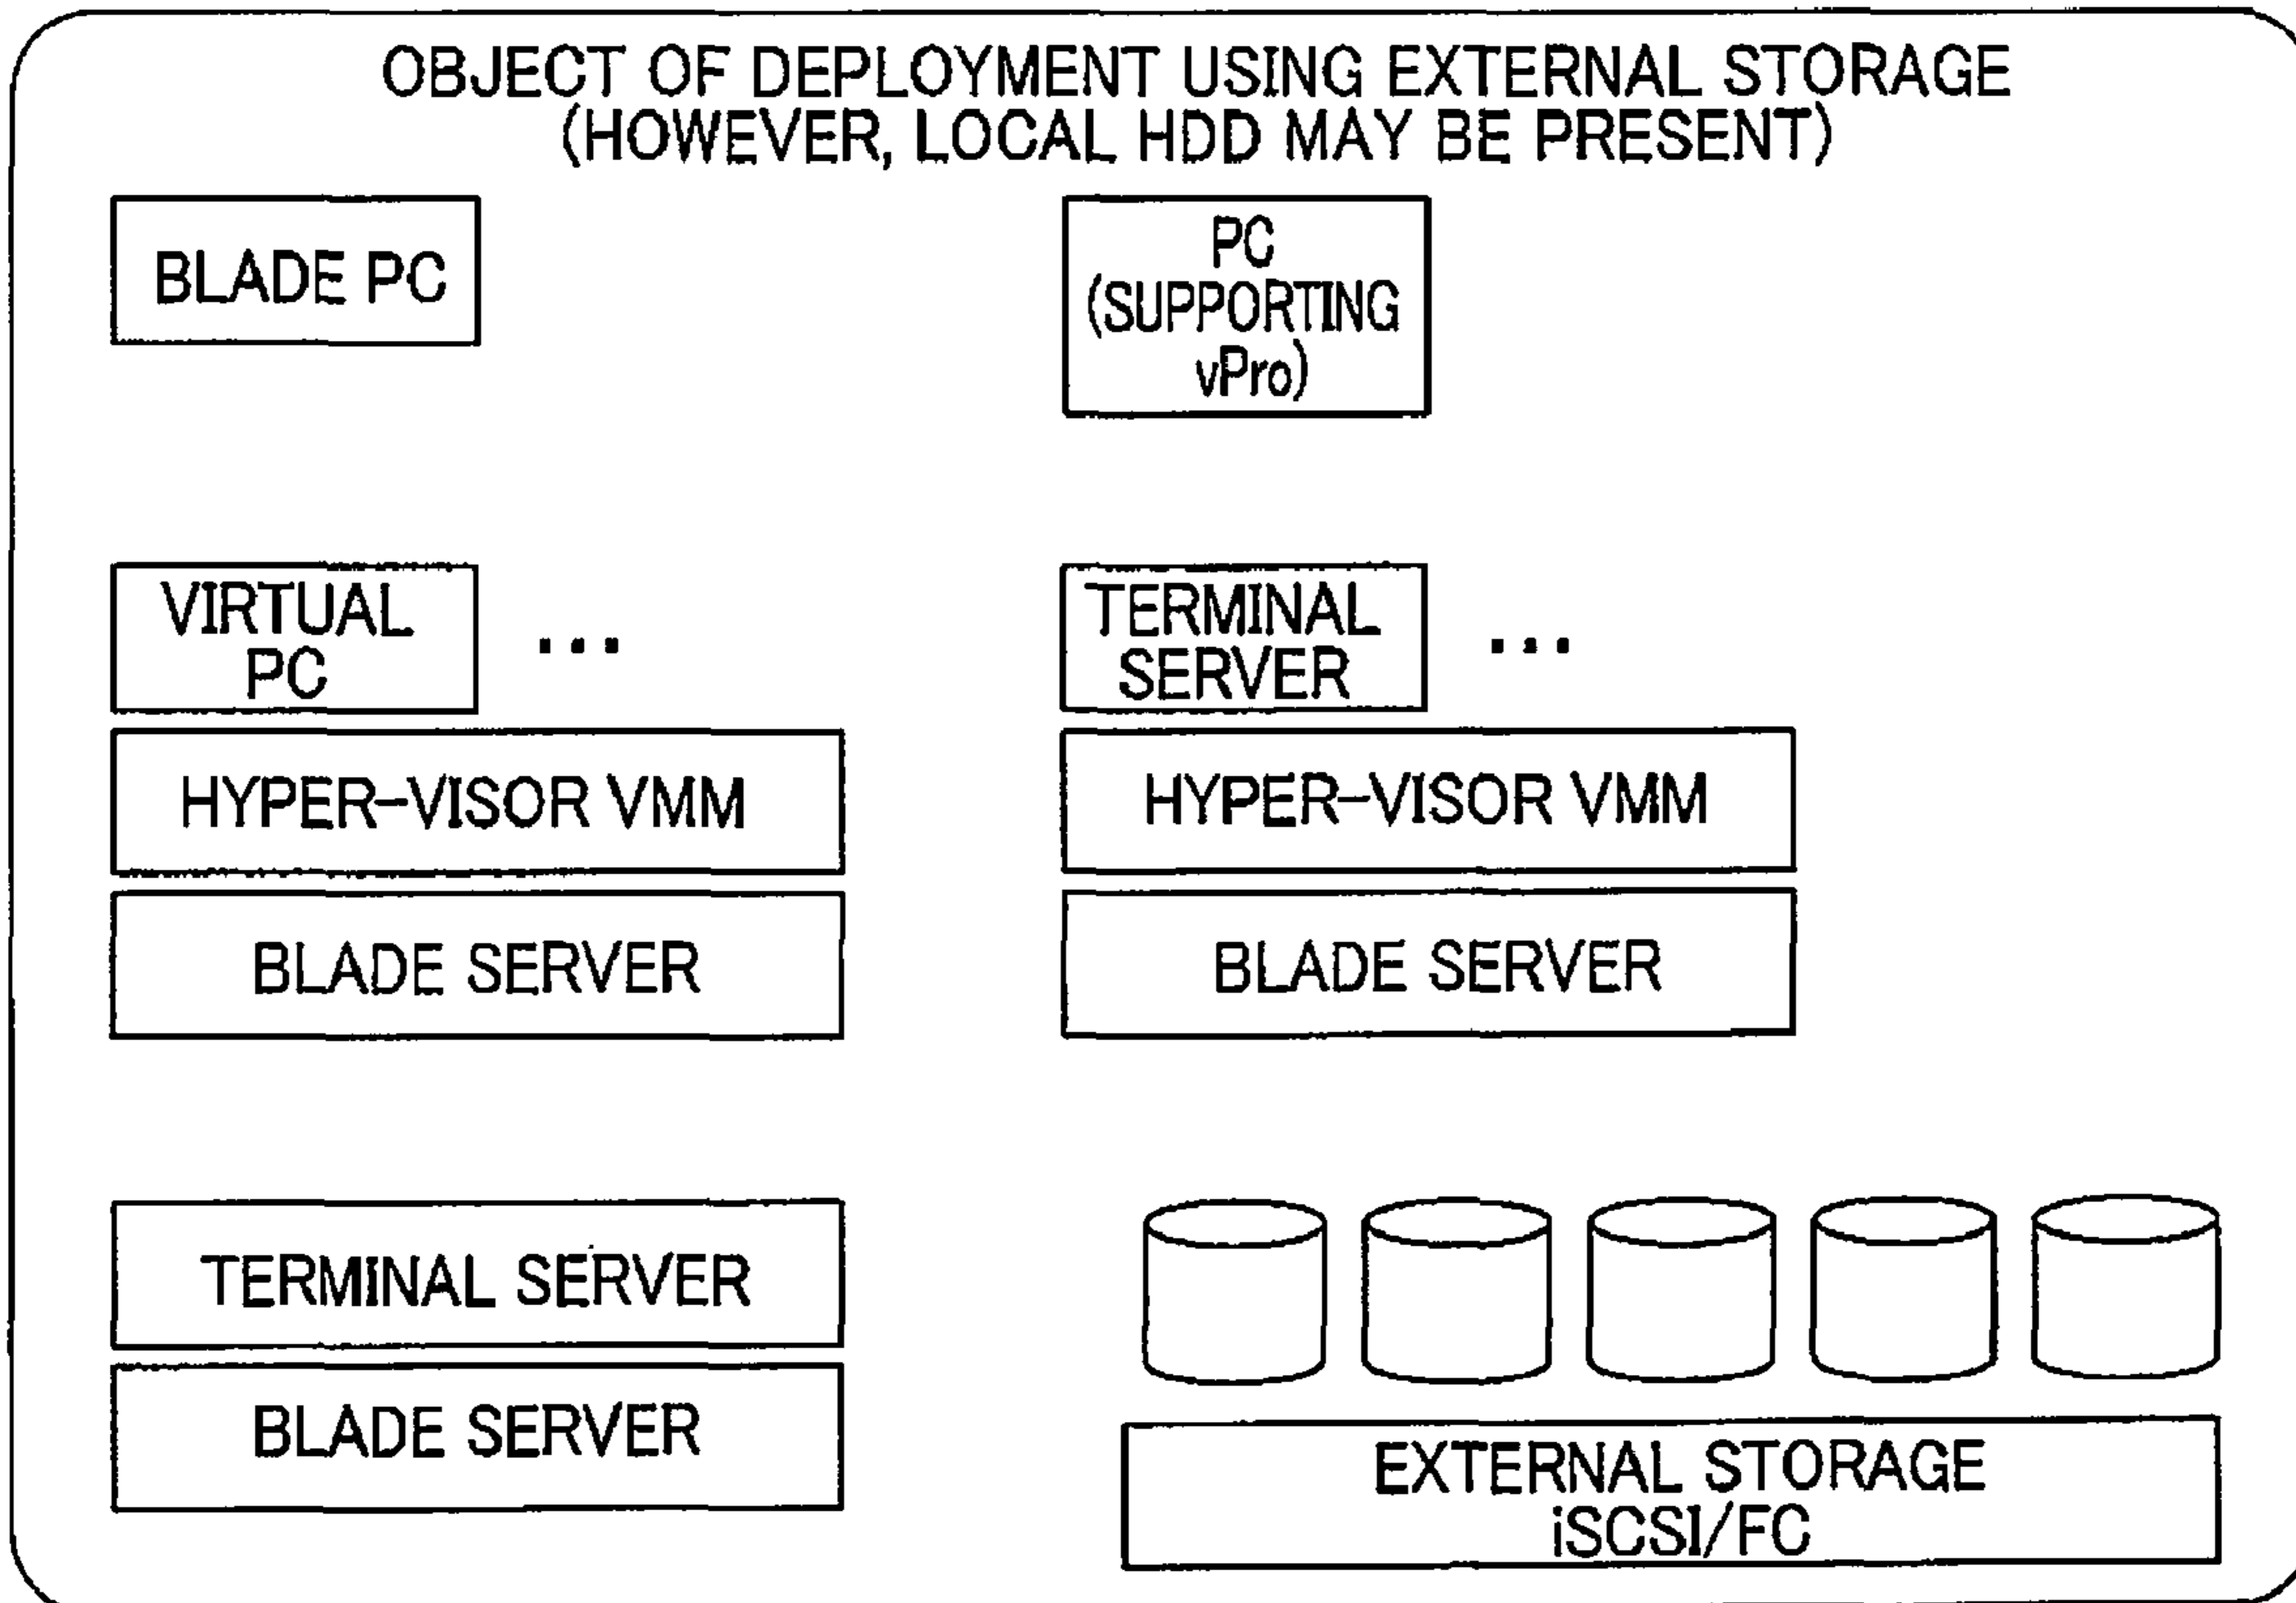 OBJECT OF DEPLOYMENT USING EXTERNAL STORAGE
(HOWEVER, LOCAL HDD MAY BE PRESENT)
BLADE PC
PC
(SUPPORTING
vPro)
VIRTUAL
PC
...
TERMINAL
SERVER
...
HYPER-VISOR VMM
HYPER-VISOR VMM
BLADE SERVER
BLADE SERVER
TERMINAL SERVER
BLADE SERVER
EXTERNAL STORAGE
iSCSI/FC